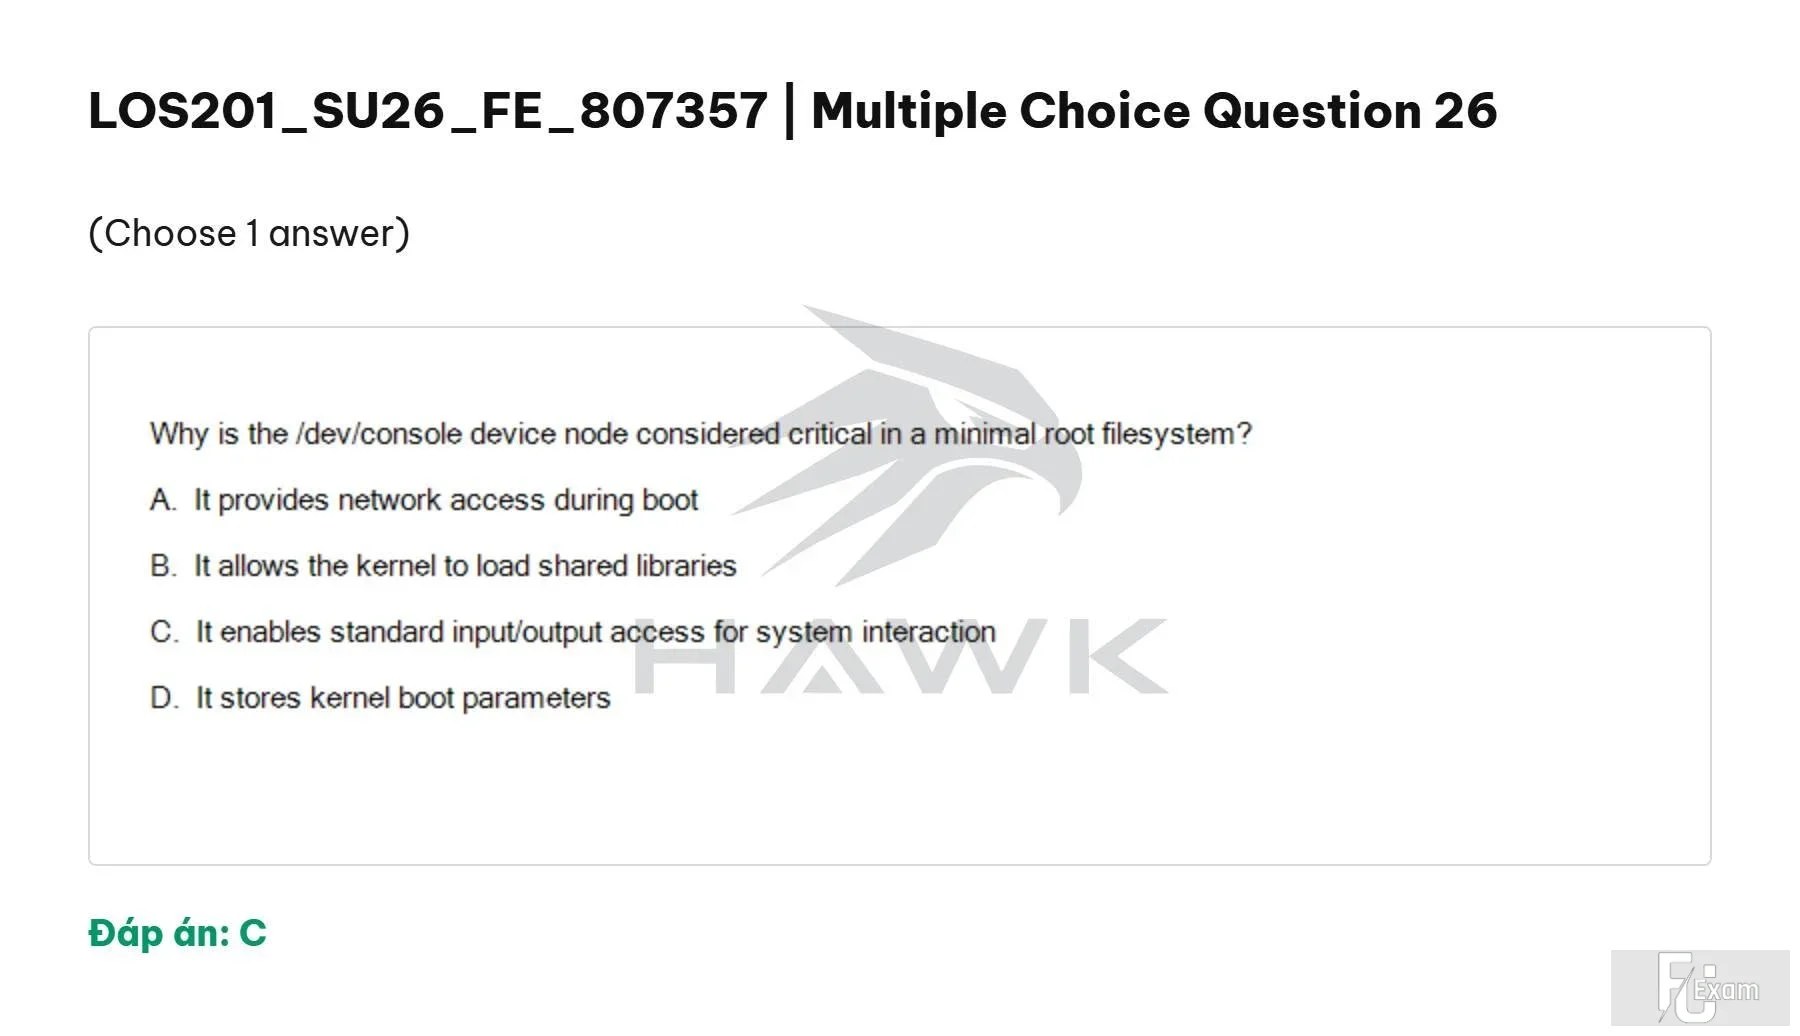 LOS201_SU26_FE_807357 | Multiple Choice Question 26
(Choose 1 answer)
Why is the /dev/console device node considered critical in a minimal root filesystem?
A. It provides network access during boot
B. It allows the kernel to load shared libraries
C. It enables standard input/output access for system interaction
D. It stores kernel boot parameters
HAWK
Đáp án: C
FU Exam